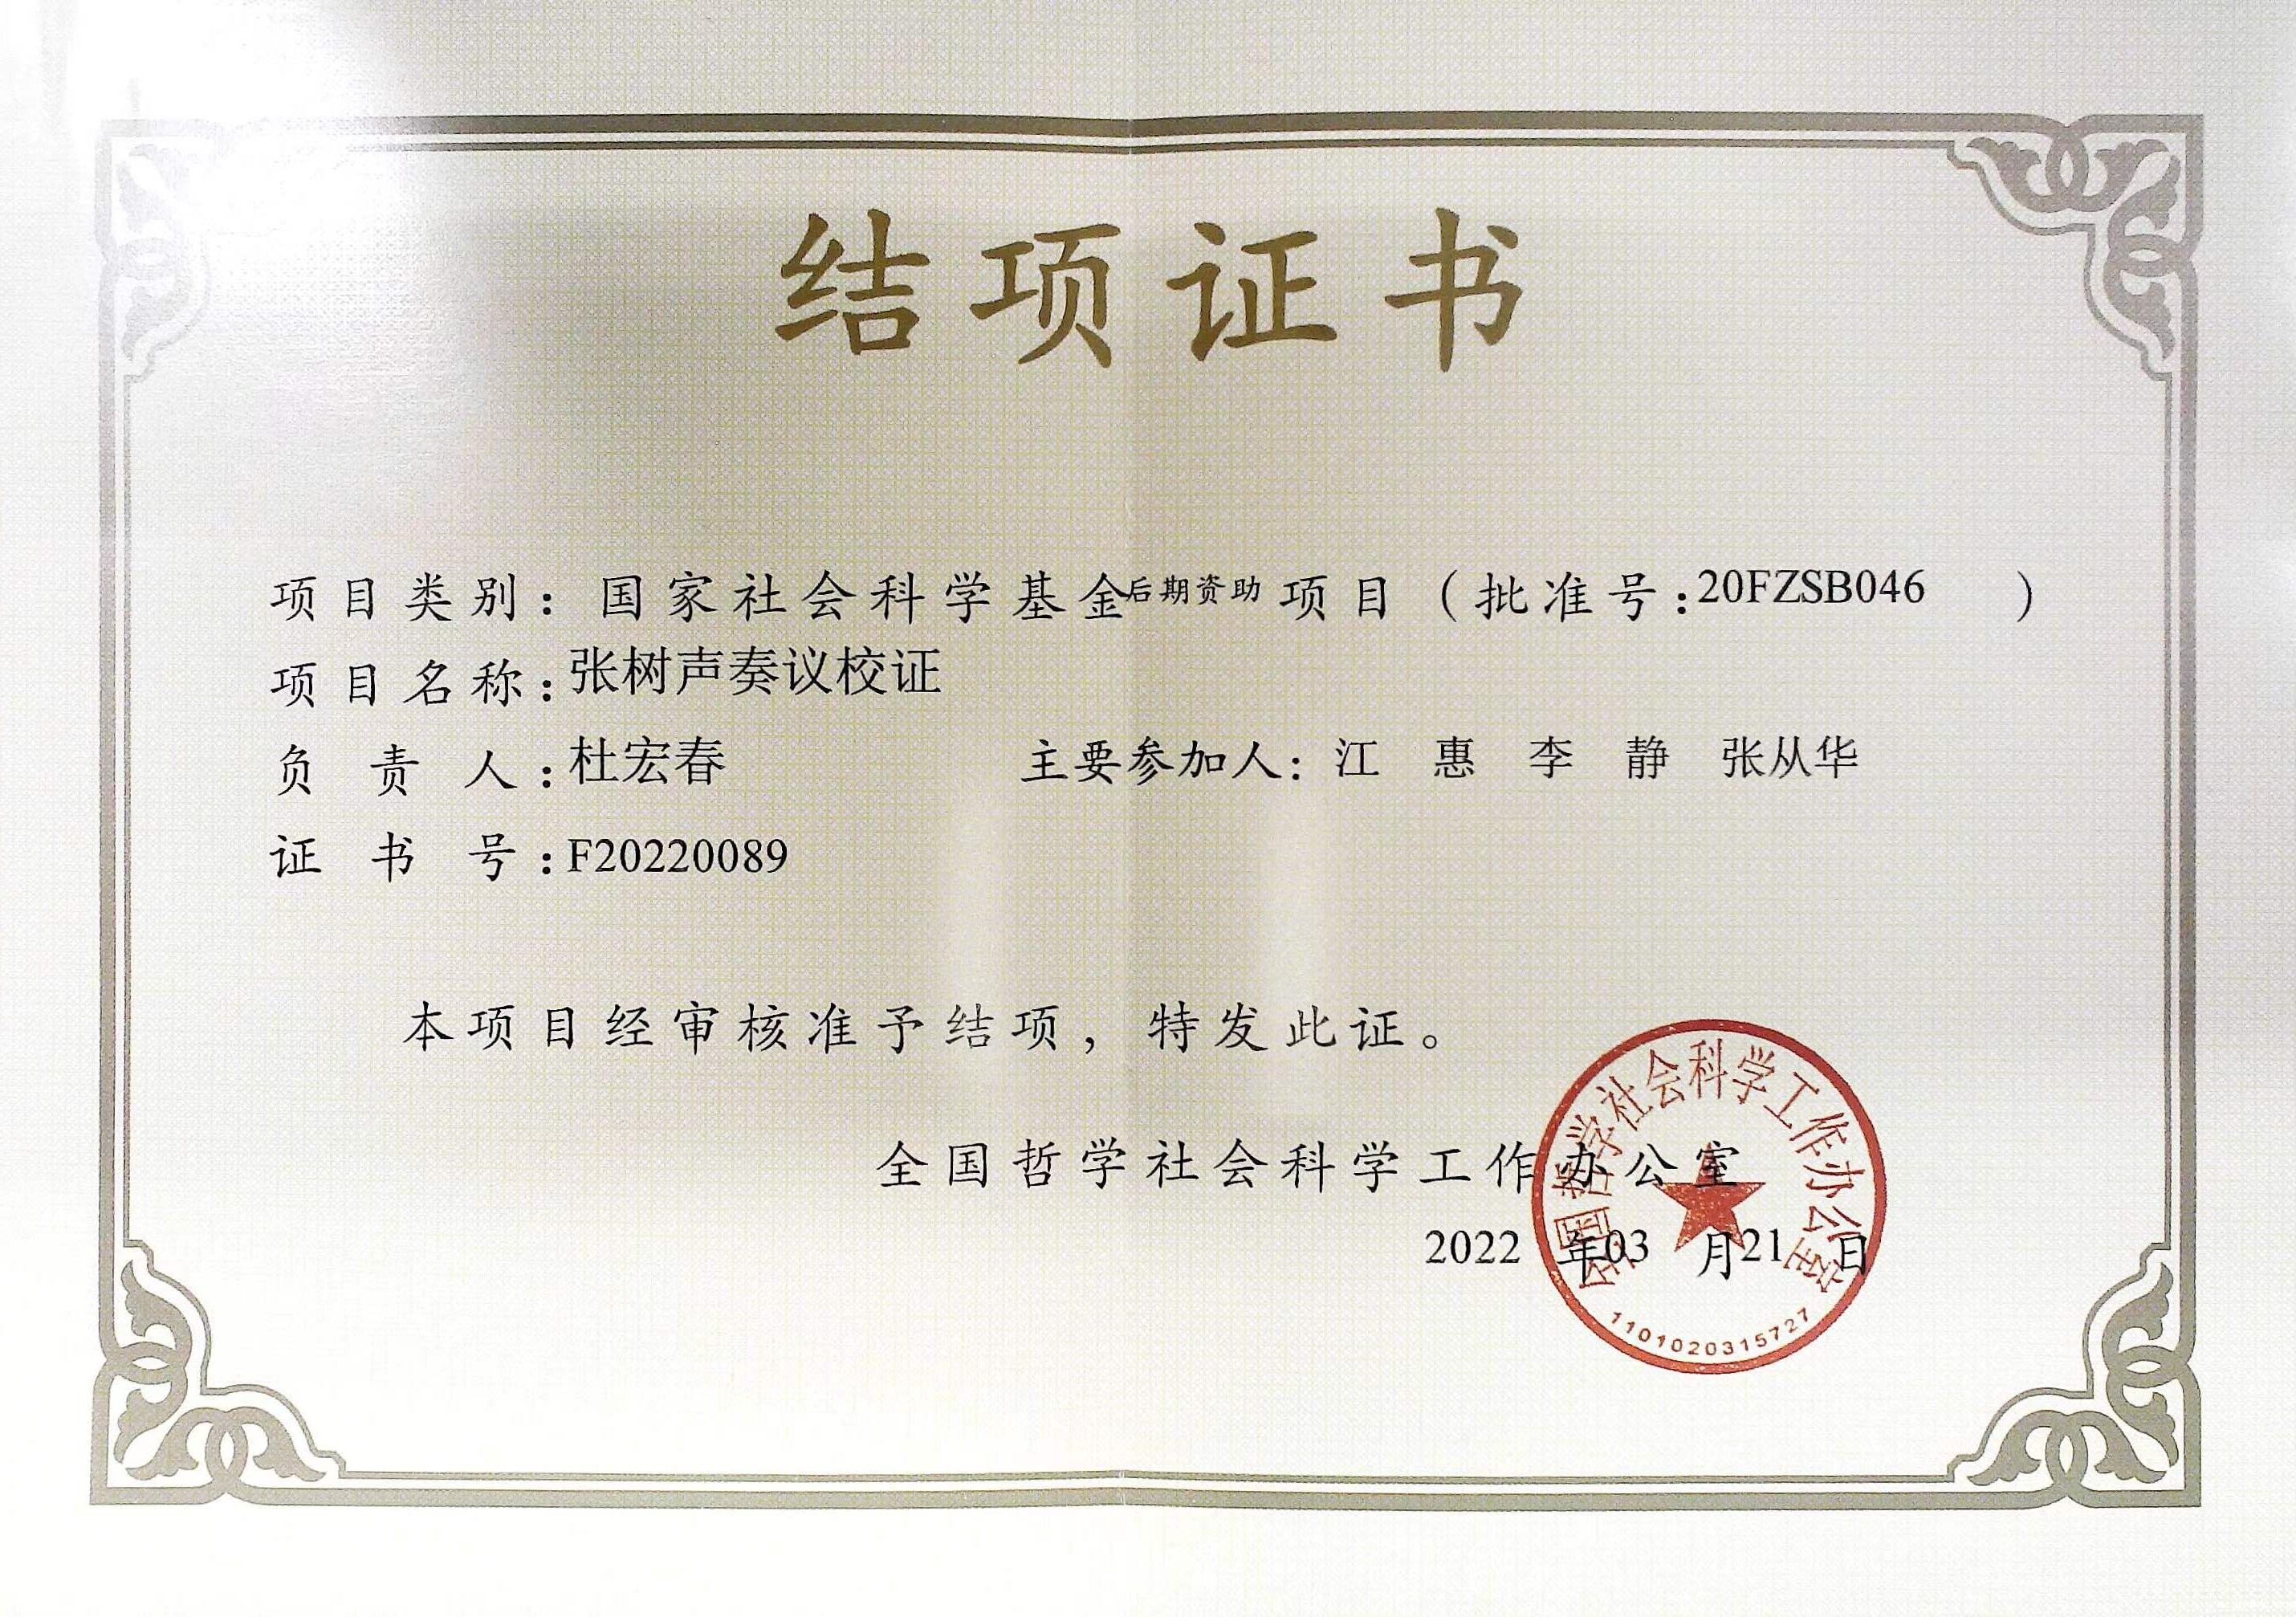 结项证书
项目类别：国家社会科学基金后期资助项目（批准号：20FZSB046）
项目名称：张树声奏议校证
负责人：杜宏春 主要参加人：江 惠 李 静 张从华
证书号：F20220089
本项目经审核准予结项，特发此证。
全国哲学社会科学工作办公室
2022年03月21日
全国哲学社会科学工作办公室
1101020315727